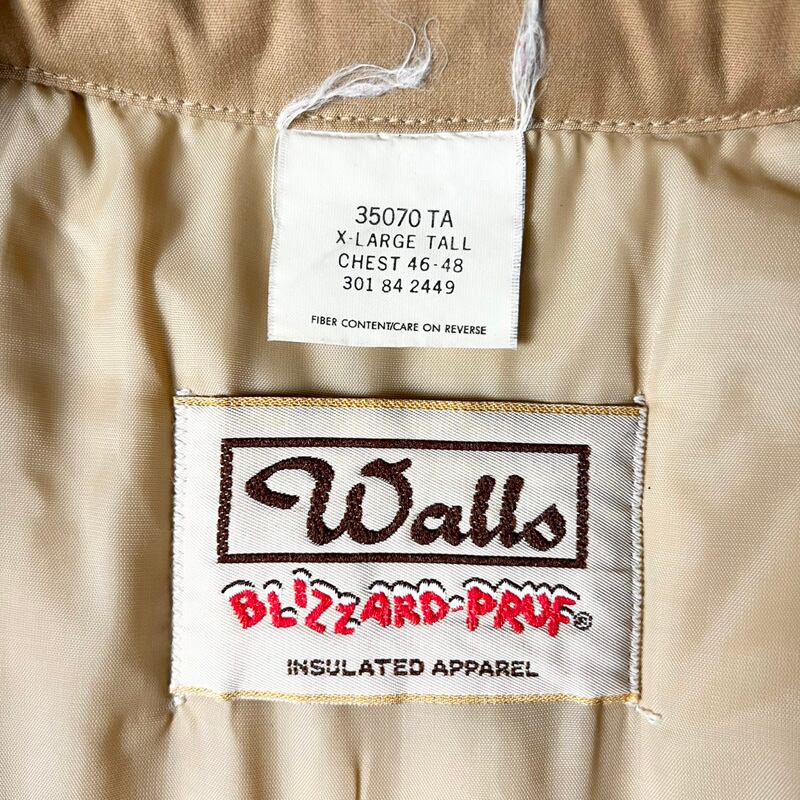 35070 TA
X-LARGE TALL
CHEST 46-48
301 84 2449
FIBER CONTENT/CARE ON REVERSE
Walls
BLIZZARD-PRUF®
INSULATED APPAREL